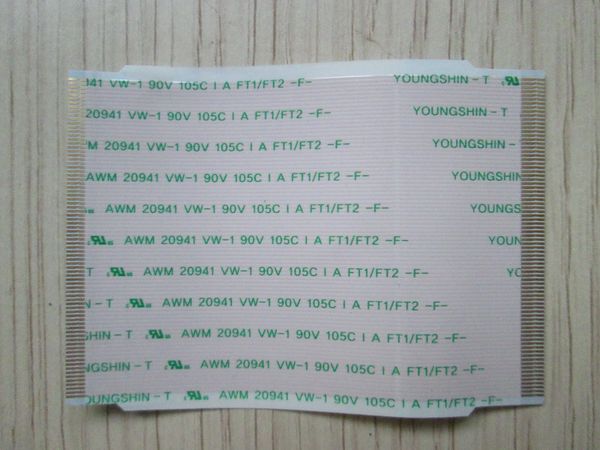 941 VW-1 90V 105C I A FT1/FT2 -F- YOUNGSHIN-T
20941 VW-1 90V 105C I A FT1/FT2 -F- YOUNGSHIN-T
WM 20941 VW-1 90V 105C I A FT1/FT2 -F- YOUNGSHIN-
AWM 20941 VW-1 90V 105C I A FT1/FT2 -F- YOUNGSHIN
AWM 20941 VW-1 90V 105C I A FT1/FT2 -F- YOUNGS
AWM 20941 VW-1 90V 105C I A FT1/FT2 -F- YOUN
T AWM 20941 VW-1 90V 105C I A FT1/FT2 -F- YO
N-T AWM 20941 VW-1 90V 105C I A FT1/FT2 -F-
HIN-T AWM 20941 VW-1 90V 105C I A FT1/FT2 -F-
NGSHIN-T AWM 20941 VW-1 90V 105C I A FT1/FT2 -F-
OUNGSHIN-T AWM 20941 VW-1 90V 105C I A FT1/FT2 -F-